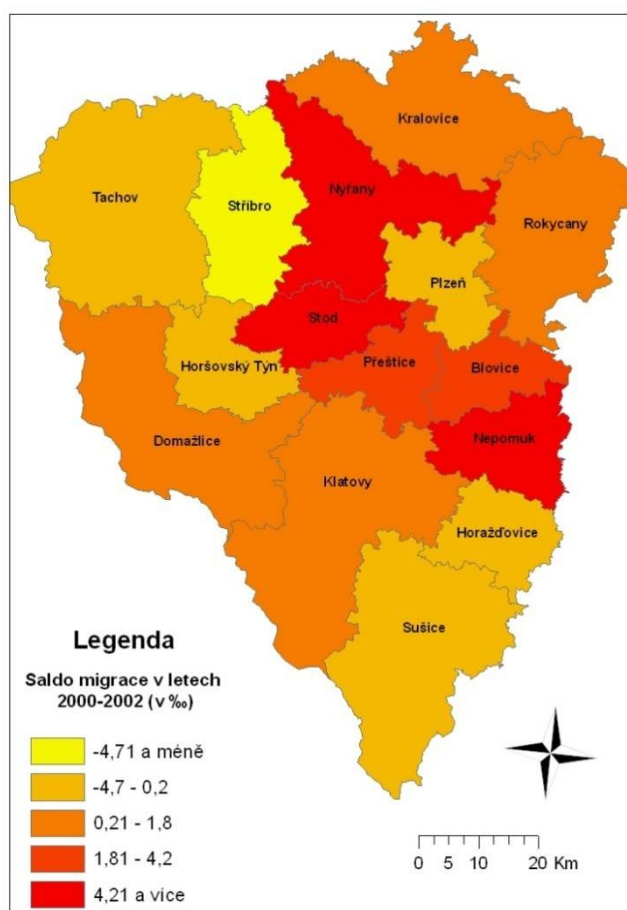 Kralovice
Tachov
Stříbro
Nyřany
Rokycany
Plzeň
Stod
Horšovský Týn
Přeštice
Blovice
Domažlice
Nepomuk
Klatovy
Horažďovice
Sušice
Legenda
Saldo migrace v letech
2000-2002 (v ‰)
-4,71 a méně
-4,7 - 0,2
0,21 - 1,8
1,81 - 4,2
4,21 a více
0 5 10 20 Km